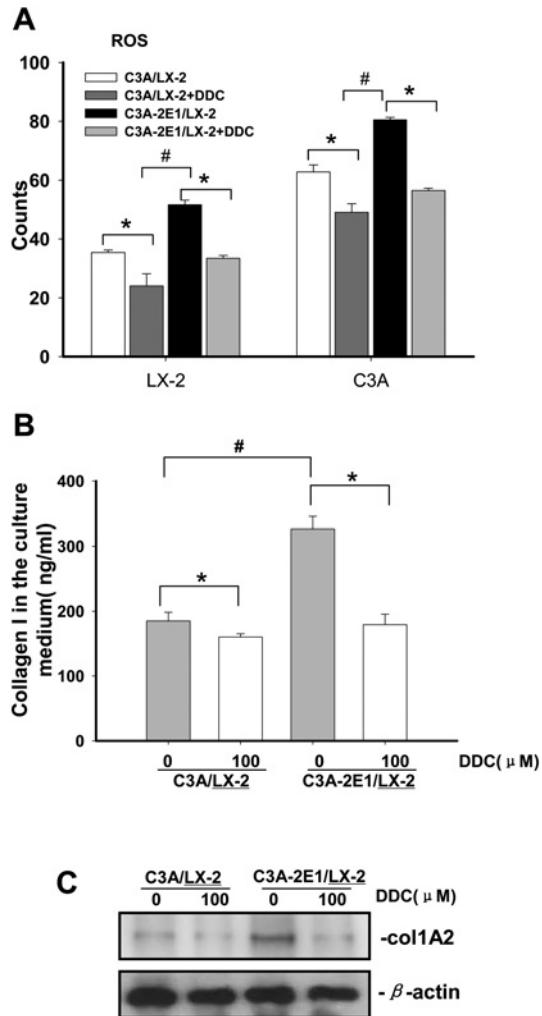 A
ROS
C3A/LX-2
C3A/LX-2+DDC
C3A-2E1/LX-2
C3A-2E1/LX-2+DDC
100
80
60
40
20
0
Counts
* # *
* # *
LX-2 C3A
B
Collagen I in the culture
medium( ng/ml)
400
300
200
100
0
#
*
*
0 100 0 100 DDC( μ M)
C3A/LX-2 C3A-2E1/LX-2
C
C3A/LX-2 C3A-2E1/LX-2
0 100 0 100 DDC( μ M)
-col1A2
- β-actin